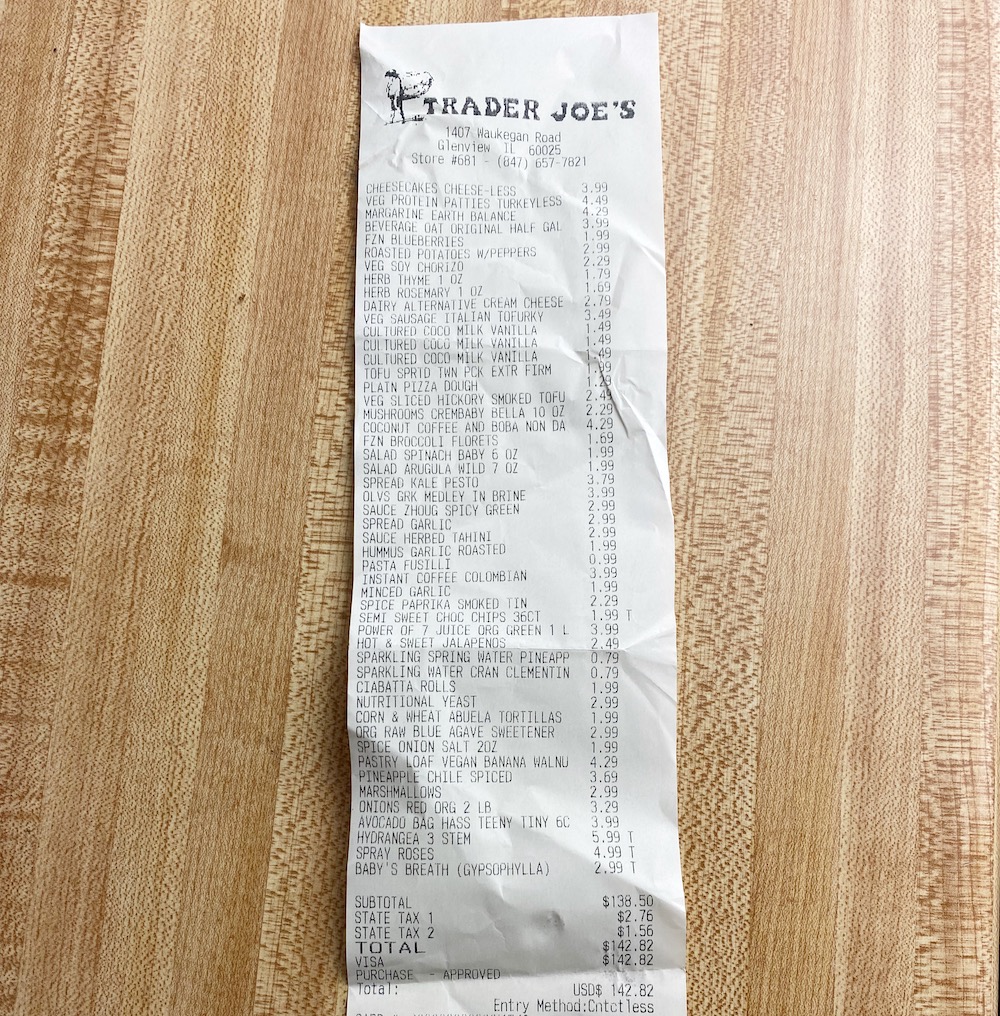 TRADER JOE'S
1407 Waukegan Road
Glenview IL 60025
Store #681 - (847) 657-7821
CHEESECAKES CHEESE-LESS 3.99
VEG PROTEIN PATTIES TURKEYLESS 4.49
MARGARINE EARTH BALANCE 4.29
BEVERAGE OAT ORIGINAL HALF GAL 3.99
FZN BLUEBERRIES 1.99
ROASTED POTATOES W/PEPPERS 2.99
VEG SOY CHORIZO 2.29
HERB THYME 1 OZ 1.79
HERB ROSEMARY 1 OZ 1.69
DAIRY ALTERNATIVE CREAM CHEESE 2.79
VEG SAUSAGE ITALIAN TOFURKY 3.49
CULTURED COCO MILK VANILLA 1.49
CULTURED COCO MILK VANILLA 1.49
CULTURED COCO MILK VANILLA 1.49
TOFU SPRTD TWN PCK EXTR FIRM 1.99
PLAIN PIZZA DOUGH 1.29
VEG SLICED HICKORY SMOKED TOFU 2.49
MUSHROOMS CREMBABY BELLA 10 OZ 2.29
COCONUT COFFEE AND BOBA NON DA 4.29
FZN BROCCOLI FLORETS 1.69
SALAD SPINACH BABY 6 OZ 1.99
SALAD ARUGULA WILD 7 OZ 1.99
SPREAD KALE PESTO 3.79
OLVS GRK MEDLEY IN BRINE 3.99
SAUCE ZHOUG SPICY GREEN 2.99
SPREAD GARLIC 2.99
SAUCE HERBED TAHINI 2.99
HUMMUS GARLIC ROASTED 1.99
PASTA FUSILLI 0.99
INSTANT COFFEE COLOMBIAN 3.99
MINCED GARLIC 1.99
SPICE PAPRIKA SMOKED TIN 2.29
SEMI SWEET CHOC CHIPS 36CT 1.99 T
POWER OF 7 JUICE ORG GREEN 1 L 3.99
HOT & SWEET JALAPENOS 2.49
SPARKLING SPRING WATER PINEAPP 0.79
SPARKLING WATER CRAN CLEMENTIN 0.79
CIABATTA ROLLS 1.99
NUTRITIONAL YEAST 2.99
CORN & WHEAT ABUELA TORTILLAS 1.99
ORG RAW BLUE AGAVE SWEETENER 2.99
SPICE ONION SALT 2OZ 1.99
PASTRY LOAF VEGAN BANANA WALNU 4.29
PINEAPPLE CHILE SPICED 3.69
MARSHMALLOWS 2.99
ONIONS RED ORG 2 LB 3.29
AVOCADO BAG HASS TEENY TINY 6C 3.99
HYDRANGEA 3 STEM 5.99 T
SPRAY ROSES 4.99 T
BABY'S BREATH (GYPSOPHYLLA) 2.99 T
SUBTOTAL $138.50
STATE TAX 1 $2.76
STATE TAX 2 $1.56
TOTAL $142.82
VISA $142.82
PURCHASE - APPROVED
Total: USD$ 142.82
Entry Method:Cntctless